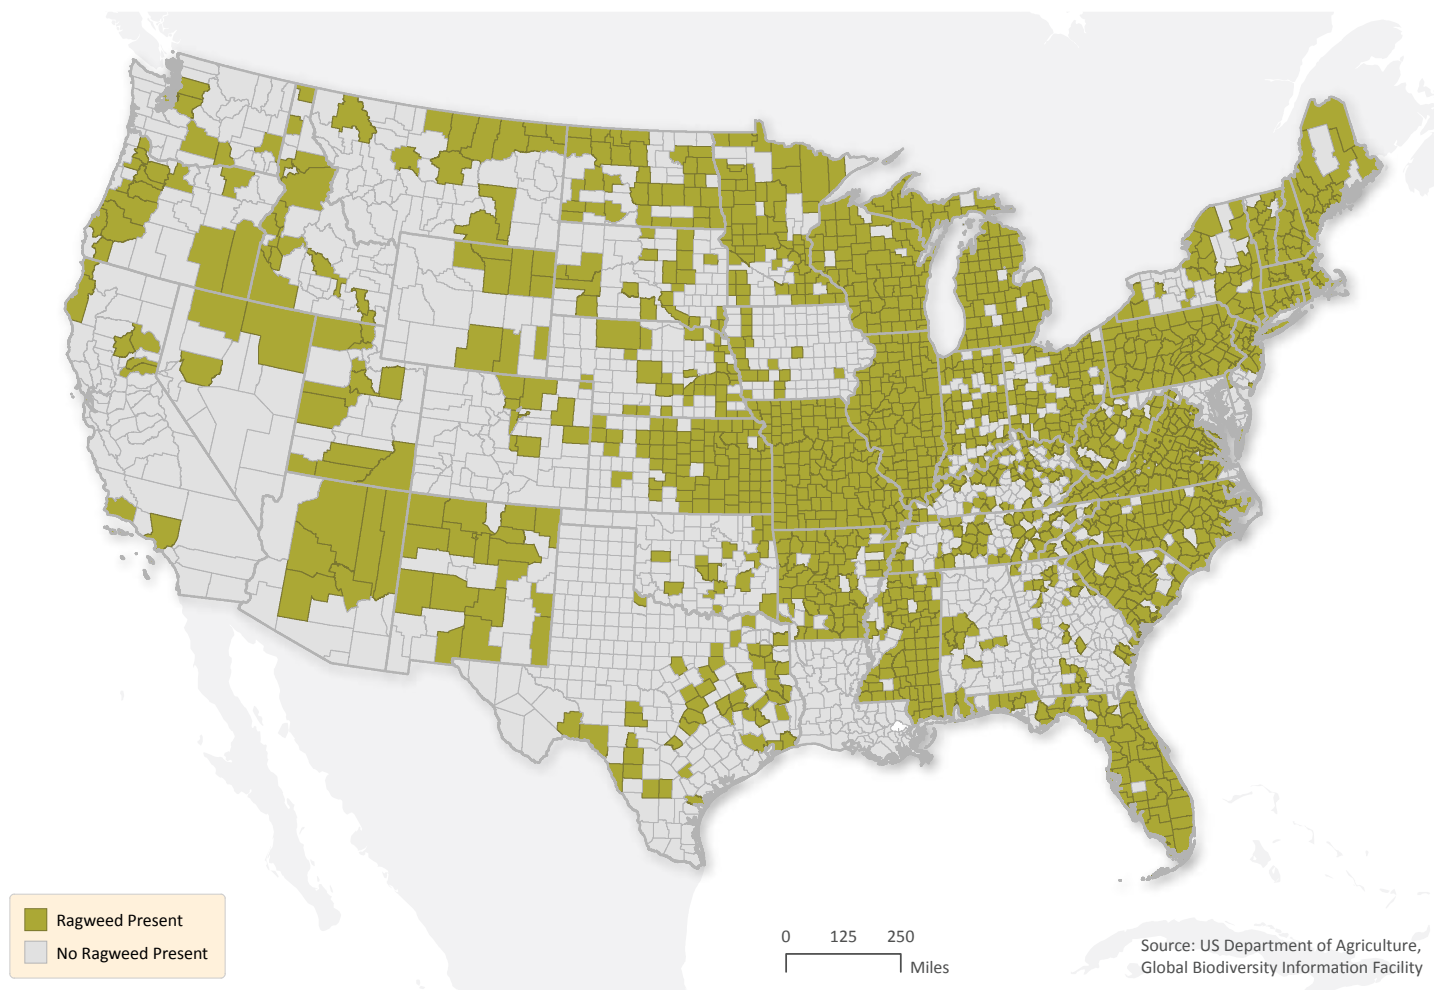 Ragweed Present
No Ragweed Present
0 125 250
Miles
Source: US Department of Agriculture,
Global Biodiversity Information Facility